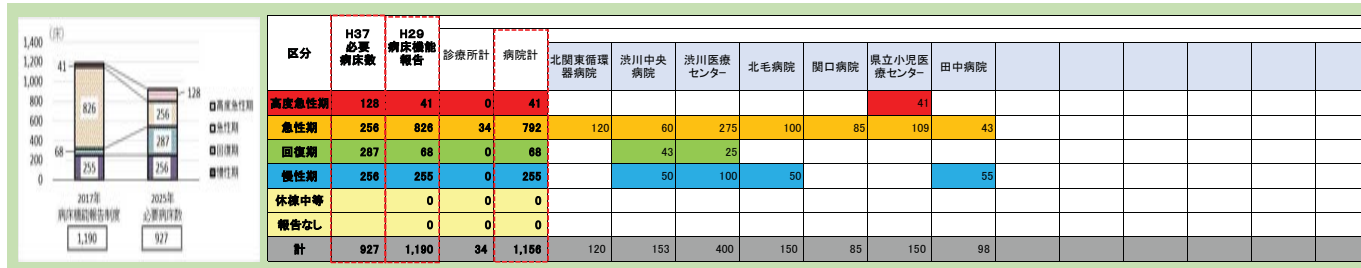 (床)
1,400
1,200
1,000
800
600
400
200
0
41
826
68
255
128
256
287
256
高度急性期
急性期
回復期
慢性期
2017年
病床機能報告制度
1,190
2025年
必要病床数
927
区分 H37 必要 病床数 H29 病床機能 報告 診療所計 病院計 北関東循環器病院 渋川中央病院 渋川医療センター 北毛病院 関口病院 県立小児医療センター 田中病院
高度急性期 128 41 0 41 41
急性期 256 826 34 792 120 60 275 100 85 109 43
回復期 287 68 0 68 43 25
慢性期 256 255 0 255 50 100 50 55
休棟中等 0 0 0
報告なし 0 0 0
計 927 1,190 34 1,156 120 153 400 150 85 150 98